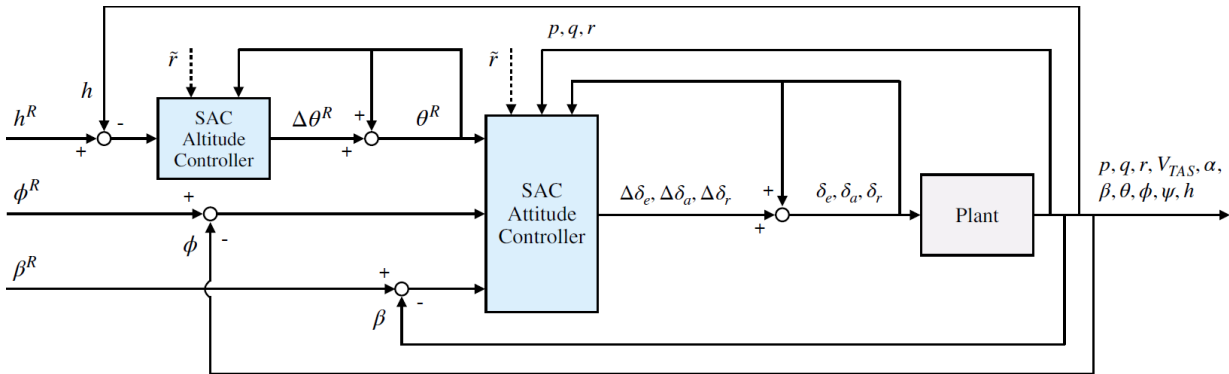 p, q, r
r̃
r̃
h
h^R
-
+
SAC
Altitude
Controller
Δθ^R
+
+
θ^R
ϕ^R
+
-
ϕ
SAC
Attitude
Controller
Δδ_e, Δδ_a, Δδ_r
+
+
δ_e, δ_a, δ_r
Plant
p, q, r, V_TAS, α,
β, θ, ϕ, ψ, h
β^R
+
-
β